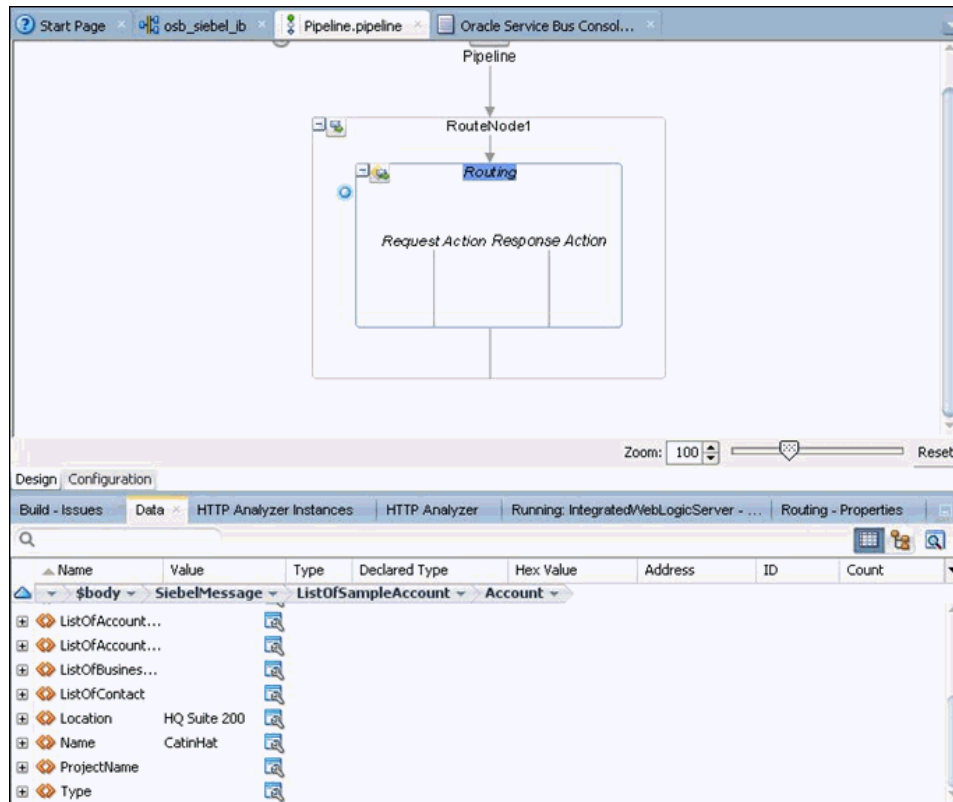 Start Page osb_siebel_ib Pipeline.pipeline Oracle Service Bus Consol...
Pipeline
RouteNode1
Routing
Request Action Response Action
Zoom: 100 Reset
Design Configuration
Build - Issues Data HTTP Analyzer Instances HTTP Analyzer Running: IntegratedWebLogicServer - ... Routing - Properties
Name Value Type Declared Type Hex Value Address ID Count
$body SiebelMessage ListOfSampleAccount Account
ListOfAccount...
ListOfAccount...
ListOfBusines...
ListOfContact
Location HQ Suite 200
Name CatinHat
ProjectName
Type